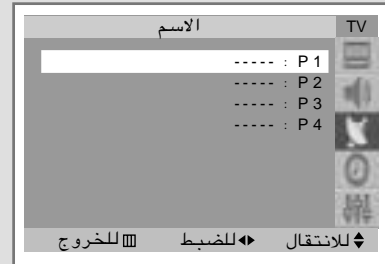 TV الاسم
P 1 : -----
P 2 : -----
P 3 : -----
P 4 : -----
للانتقال للضبط للخروج